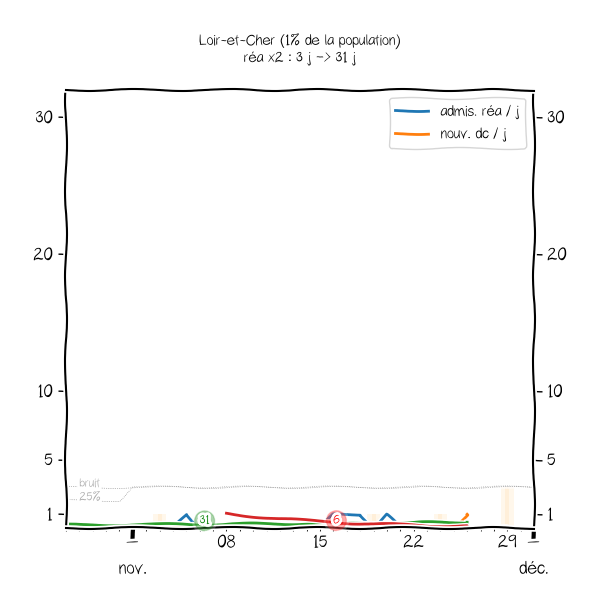 Loir-et-Cher (1% de la population)
réa x2 : 3 j -> 31 j
admis. réa / j
nouv. dc / j
30
30
20
20
10
10
5
5
bruit
25%
1
1
31
6
08
15
22
29
nov.
déc.